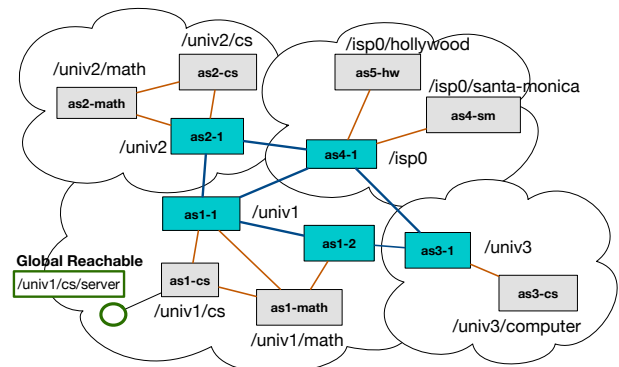 /univ2/cs
/isp0/hollywood
/univ2/math
as2-cs
as5-hw
/isp0/santa-monica
as2-math
as4-sm
as2-1
/univ2
as4-1
/isp0
as1-1
/univ1
as1-2
as3-1
/univ3
Global Reachable
/univ1/cs/server
as1-cs
as3-cs
/univ1/cs
as1-math
/univ3/computer
/univ1/math